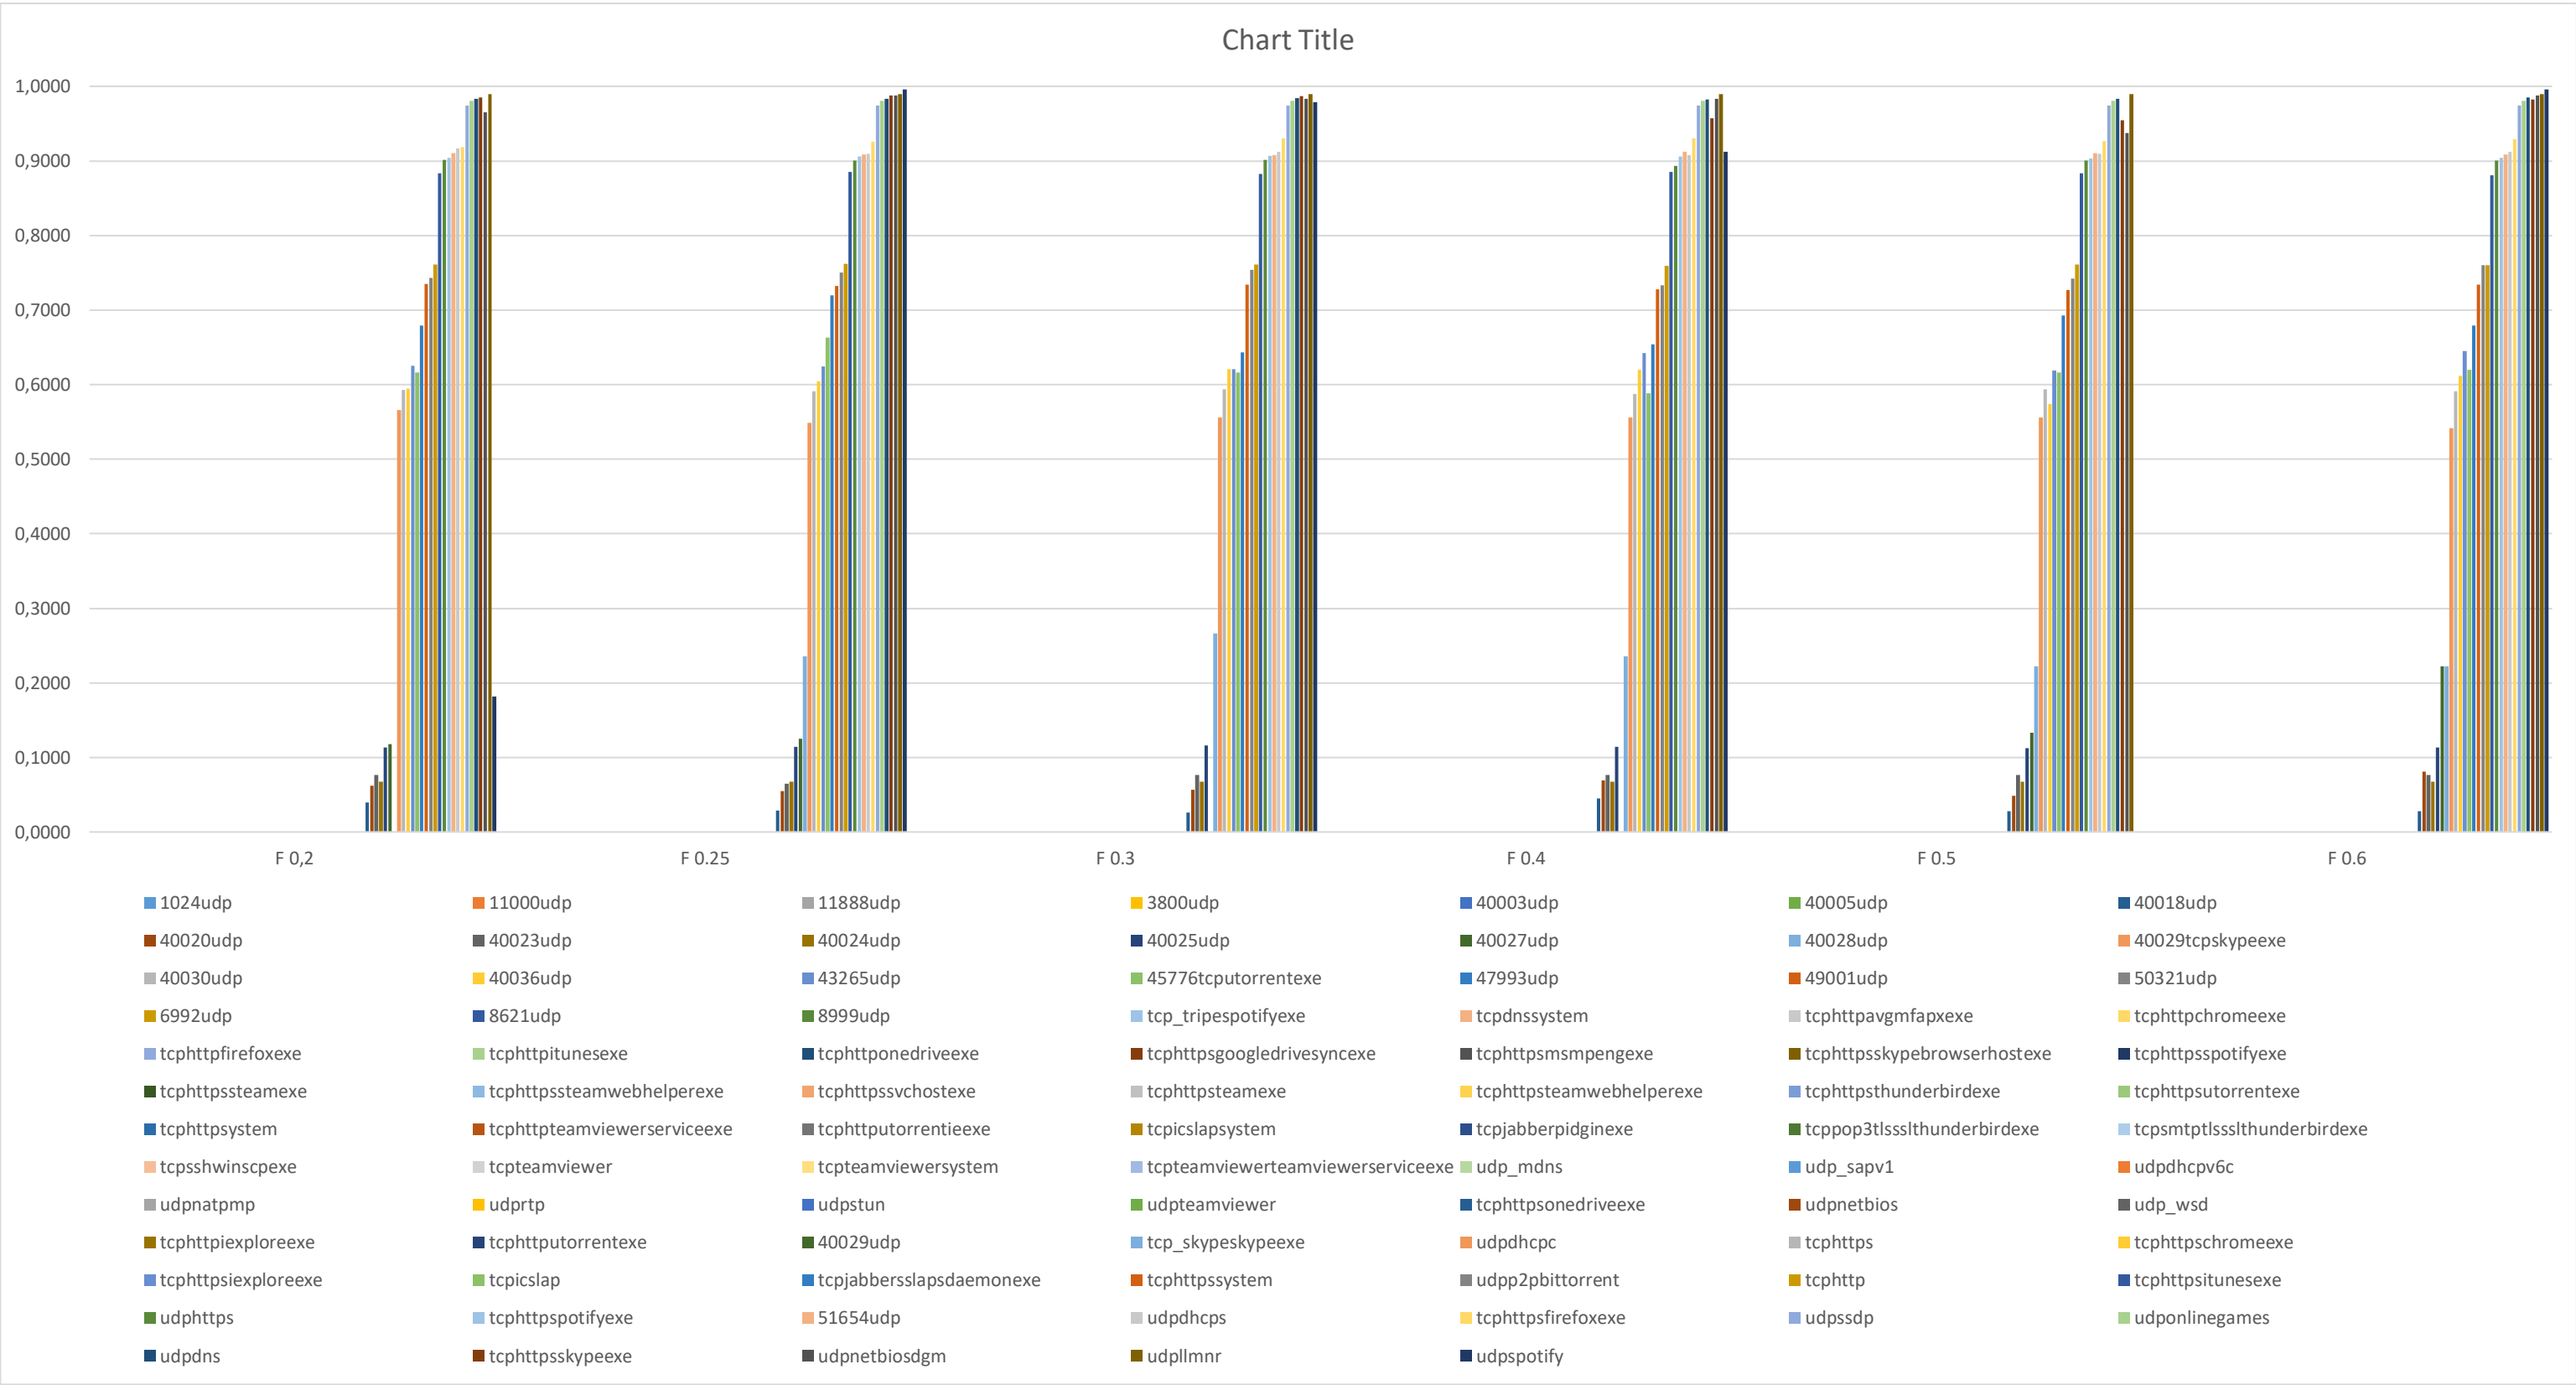 Chart Title
1,0000
0,9000
0,8000
0,7000
0,6000
0,5000
0,4000
0,3000
0,2000
0,1000
0,0000
F 0,2 F 0.25 F 0.3 F 0.4 F 0.5 F 0.6
1024udp 11000udp 11888udp 3800udp 40003udp 40005udp 40018udp
40020udp 40023udp 40024udp 40025udp 40027udp 40028udp 40029tcpskypeexe
40030udp 40036udp 43265udp 45776tcputorrentexe 47993udp 49001udp 50321udp
6992udp 8621udp 8999udp tcp_tripespotifyexe tcpdnssystem tcphttpavgmfapxexe tcphttpchromeexe
tcphttpfirefoxexe tcphttpitunesexe tcphttponedriveexe tcphttpsgoogledrivesyncexe tcphttpsmsmpengexe tcphttpsskypebrowserhostexe tcphttpsspotifyexe
tcphttpssteamexe tcphttpssteamwebhelperexe tcphttpssvchostexe tcphttpsteamexe tcphttpsteamwebhelperexe tcphttpsthunderbirdexe tcphttpsutorrentexe
tcphttpsystem tcphttpteamviewerserviceexe tcphttputorrentieexe tcpicslapsystem tcpjabberpidginexe tcppop3tlssslthunderbirdexe tcpsmtptlssslthunderbirdexe
tcpsshwinscpexe tcpteamviewer tcpteamviewersystem tcpteamviewerteamviewerserviceexe udp_mdns udp_sapv1 udpdhcpv6c
udpnatpmp udprtp udpstun udpteamviewer tcphttpsonedriveexe udpnetbios udp_wsd
tcphttpiexploreexe tcphttputorrentexe 40029udp tcp_skypeskypeexe udpdhcpc tcphttps tcphttpschromeexe
tcphttpsiexploreexe tcpicslap tcpjabbersslapsdaemonexe tcphttpssystem udpp2pbittorrent tcphttp tcphttpsitunesexe
udphttps tcphttpspotifyexe 51654udp udpdhcps tcphttpsfirefoxexe udpssdp udponlinegames
udpdns tcphttpsskypeexe udpnetbiosdgm udpllmnr udpspotify